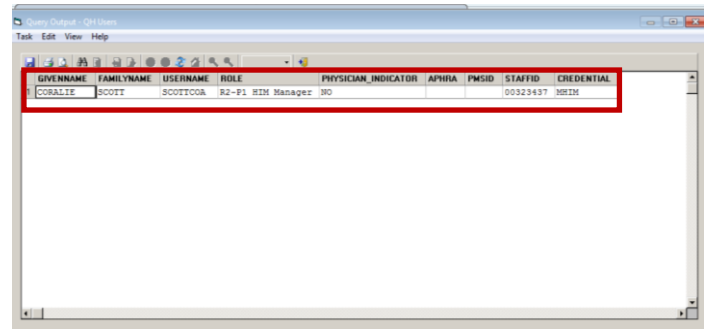 Query Output - QH Users
Task Edit View Help
GIVENNAME FAMILYNAME USERNAME ROLE PHYSICIAN_INDICATOR APHRA PMSID STAFFID CREDENTIAL
1 CORALIE SCOTT SCOTTCOA R2-P1 HIM Manager NO 00323437 MHIM